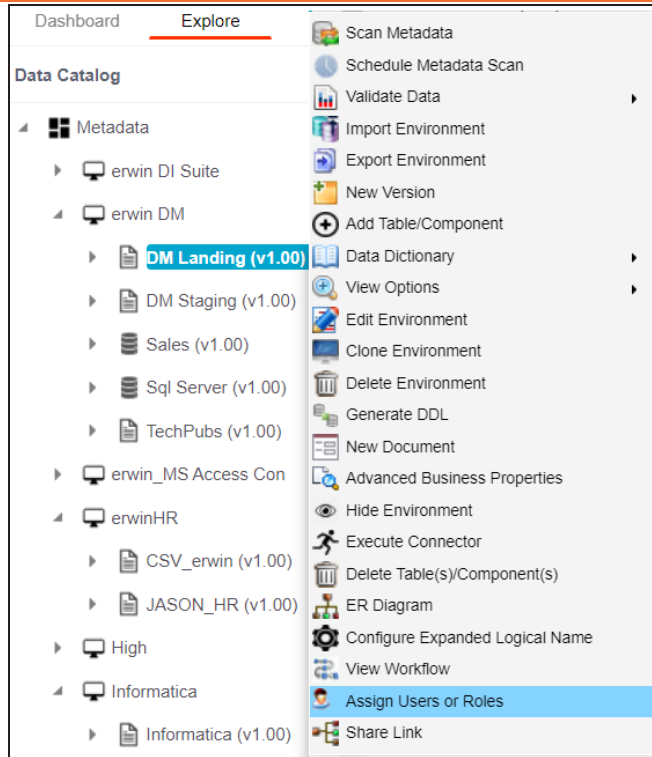 Dashboard
Explore
Data Catalog
Metadata
erwin DI Suite
erwin DM
DM Landing (v1.00)
DM Staging (v1.00)
Sales (v1.00)
Sql Server (v1.00)
TechPubs (v1.00)
erwin_MS Access Con
erwinHR
CSV_erwin (v1.00)
JASON_HR (v1.00)
High
Informatica
Informatica (v1.00)
Scan Metadata
Schedule Metadata Scan
Validate Data
Import Environment
Export Environment
New Version
Add Table/Component
Data Dictionary
View Options
Edit Environment
Clone Environment
Delete Environment
Generate DDL
New Document
Advanced Business Properties
Hide Environment
Execute Connector
Delete Table(s)/Component(s)
ER Diagram
Configure Expanded Logical Name
View Workflow
Assign Users or Roles
Share Link